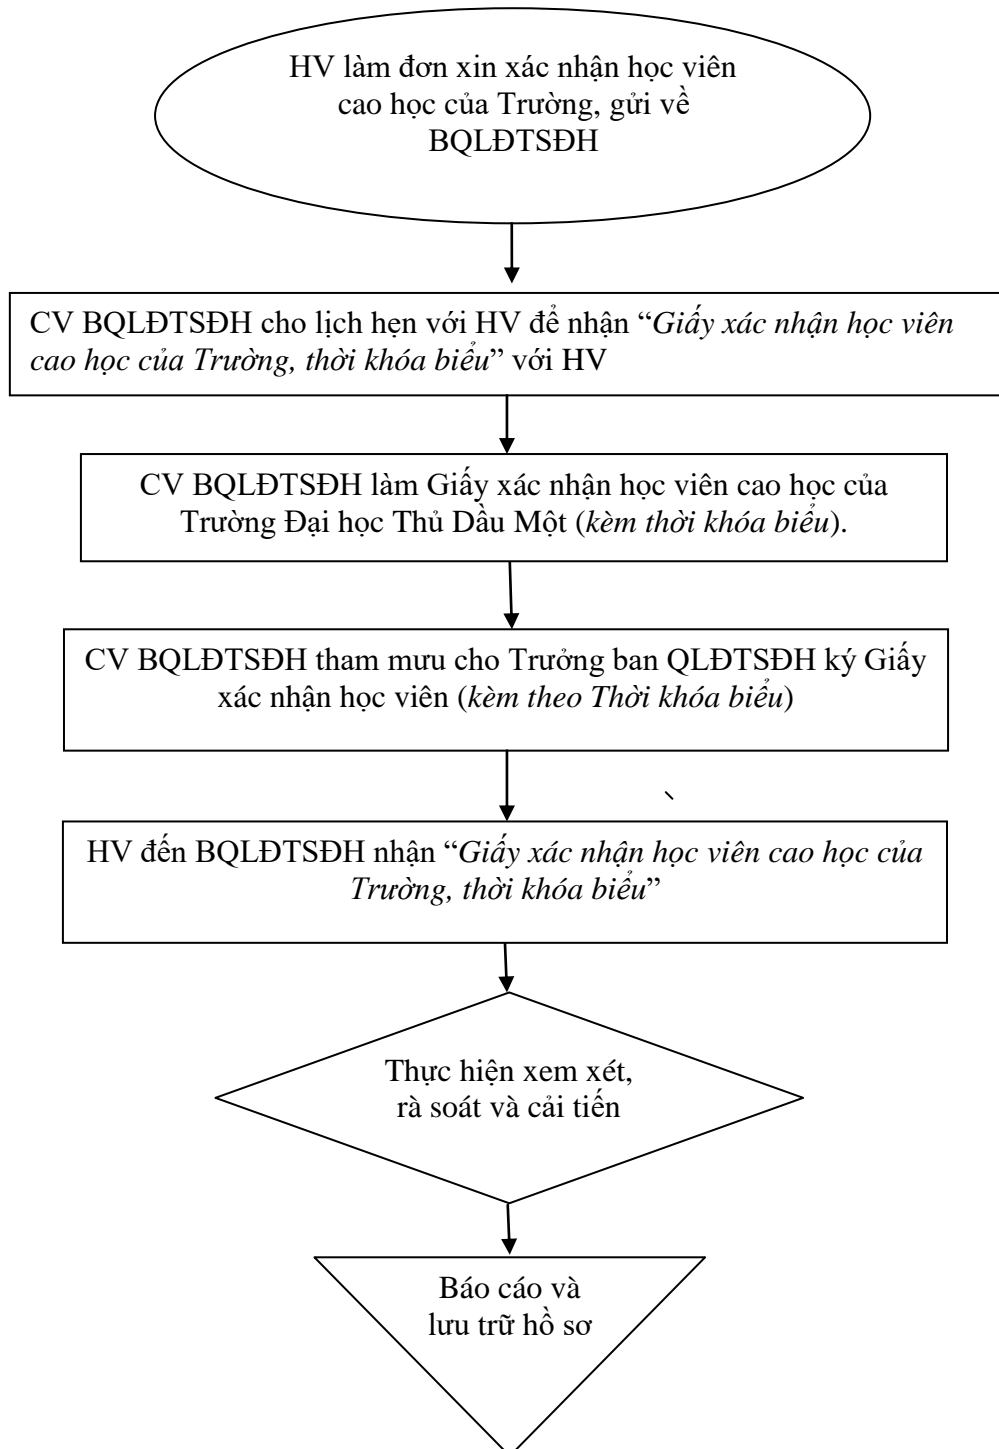 HV làm đơn xin xác nhận học viên
cao học của Trường, gửi về
BQLĐTSĐH
CV BQLĐTSĐH cho lịch hẹn với HV để nhận “Giấy xác nhận học viên
cao học của Trường, thời khóa biểu” với HV
CV BQLĐTSĐH làm Giấy xác nhận học viên cao học của
Trường Đại học Thủ Dầu Một (kèm thời khóa biểu).
CV BQLĐTSĐH tham mưu cho Trưởng ban QLĐTSĐH ký Giấy
xác nhận học viên (kèm theo Thời khóa biểu)
HV đến BQLĐTSĐH nhận “Giấy xác nhận học viên cao học của
Trường, thời khóa biểu”
Thực hiện xem xét,
rà soát và cải tiến
Báo cáo và
lưu trữ hồ sơ